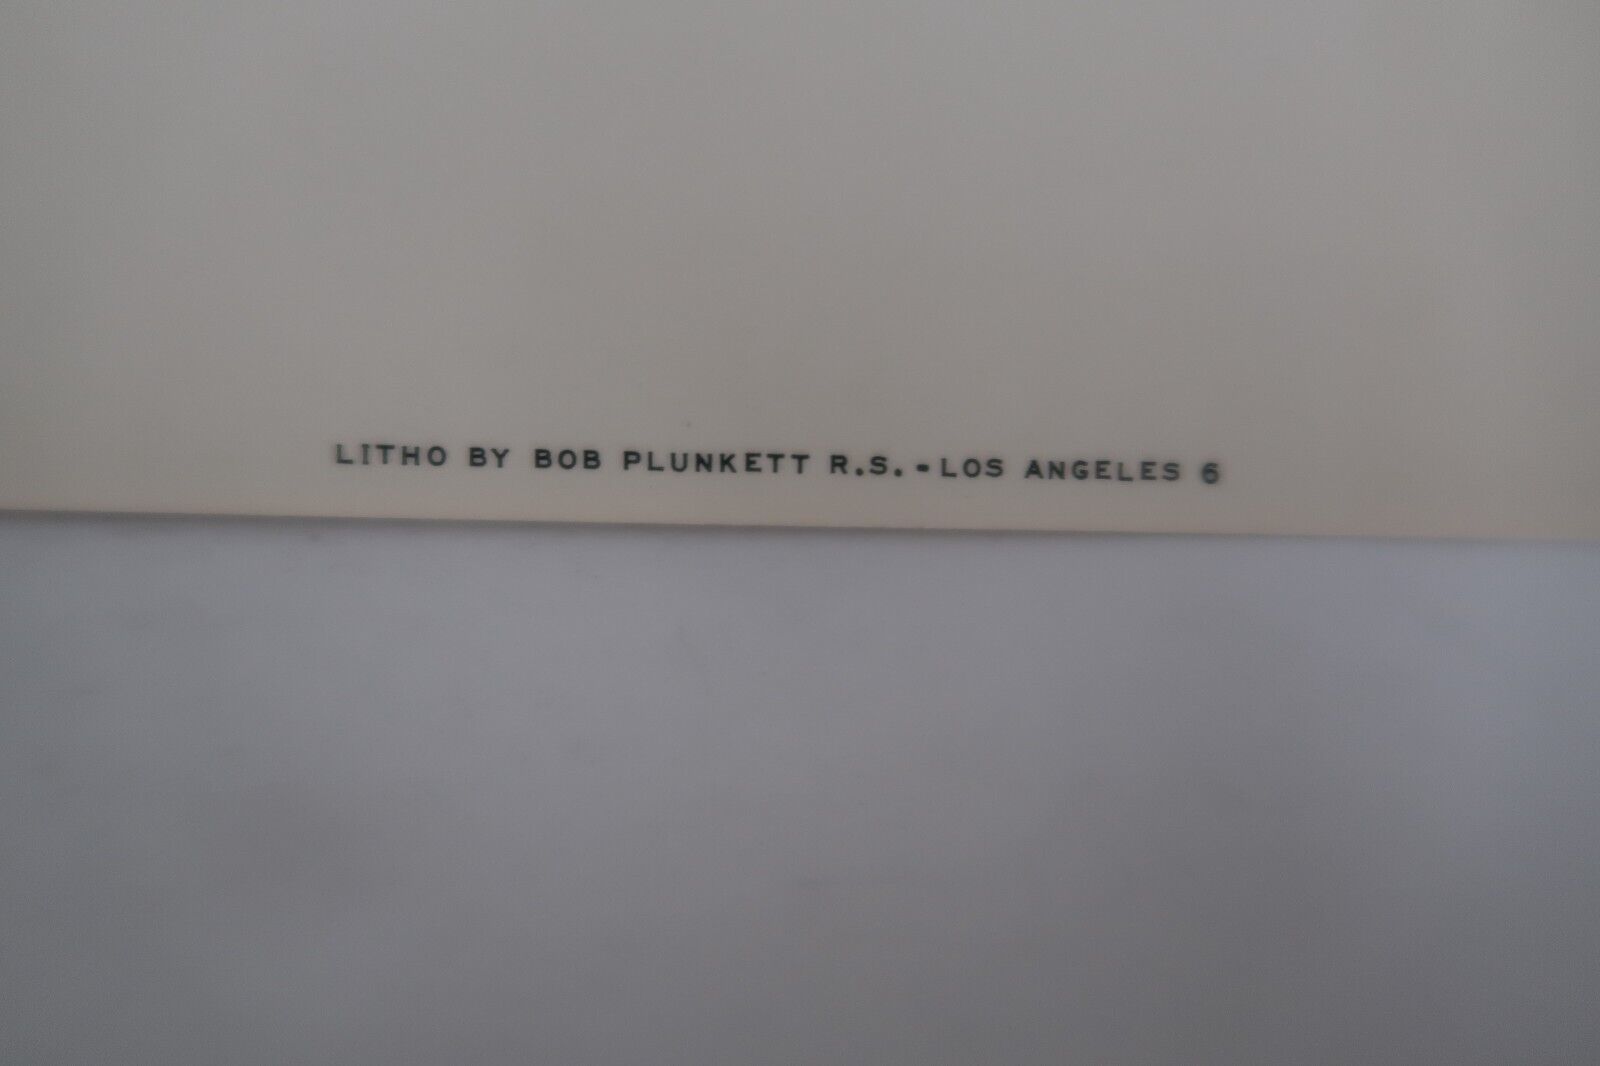 LITHO BY BOB PLUNKETT R.S. - LOS ANGELES 6